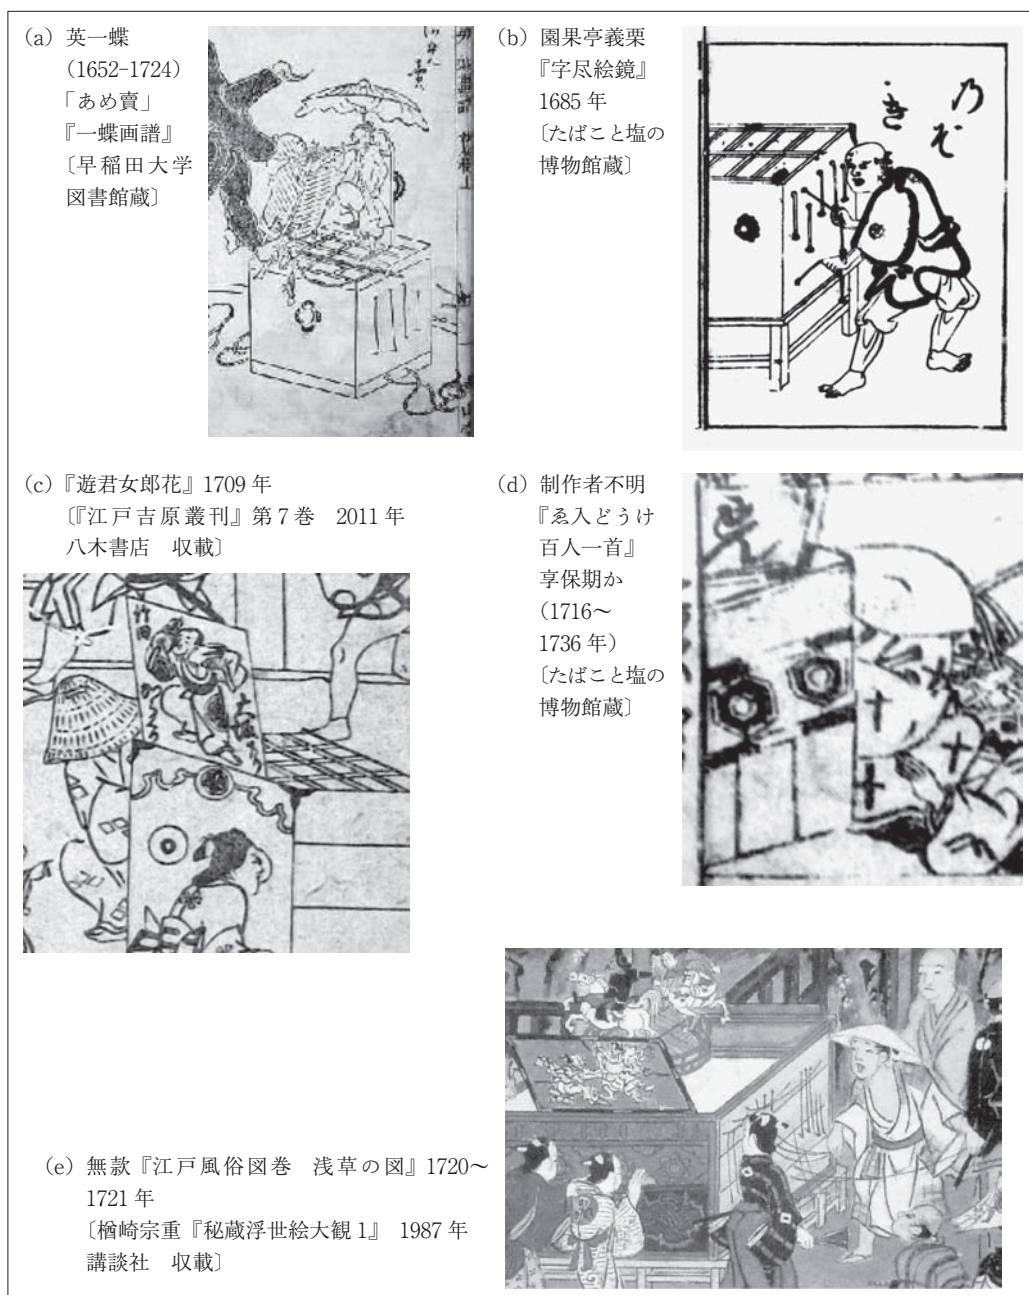 (a) 英一蝶
(1652-1724)
「あめ賣」
『一蝶画譜』
〔早稲田大学
図書館蔵〕
(b) 園果亭義栗
『字尽絵鏡』
1685 年
〔たばこと塩の
博物館蔵〕
のぞ
き
(c)『遊君女郎花』1709 年
〔『江戸吉原叢刊』第 7 巻　2011 年
八木書店　収載〕
竹田
(d) 制作者不明
『ゑ入どうけ
百人一首』
享保期か
(1716〜
1736 年)
〔たばこと塩の
博物館蔵〕
(e) 無款『江戸風俗図巻　浅草の図』1720〜
1721 年
〔楢崎宗重『秘蔵浮世絵大観 1』　1987 年
講談社　収載〕